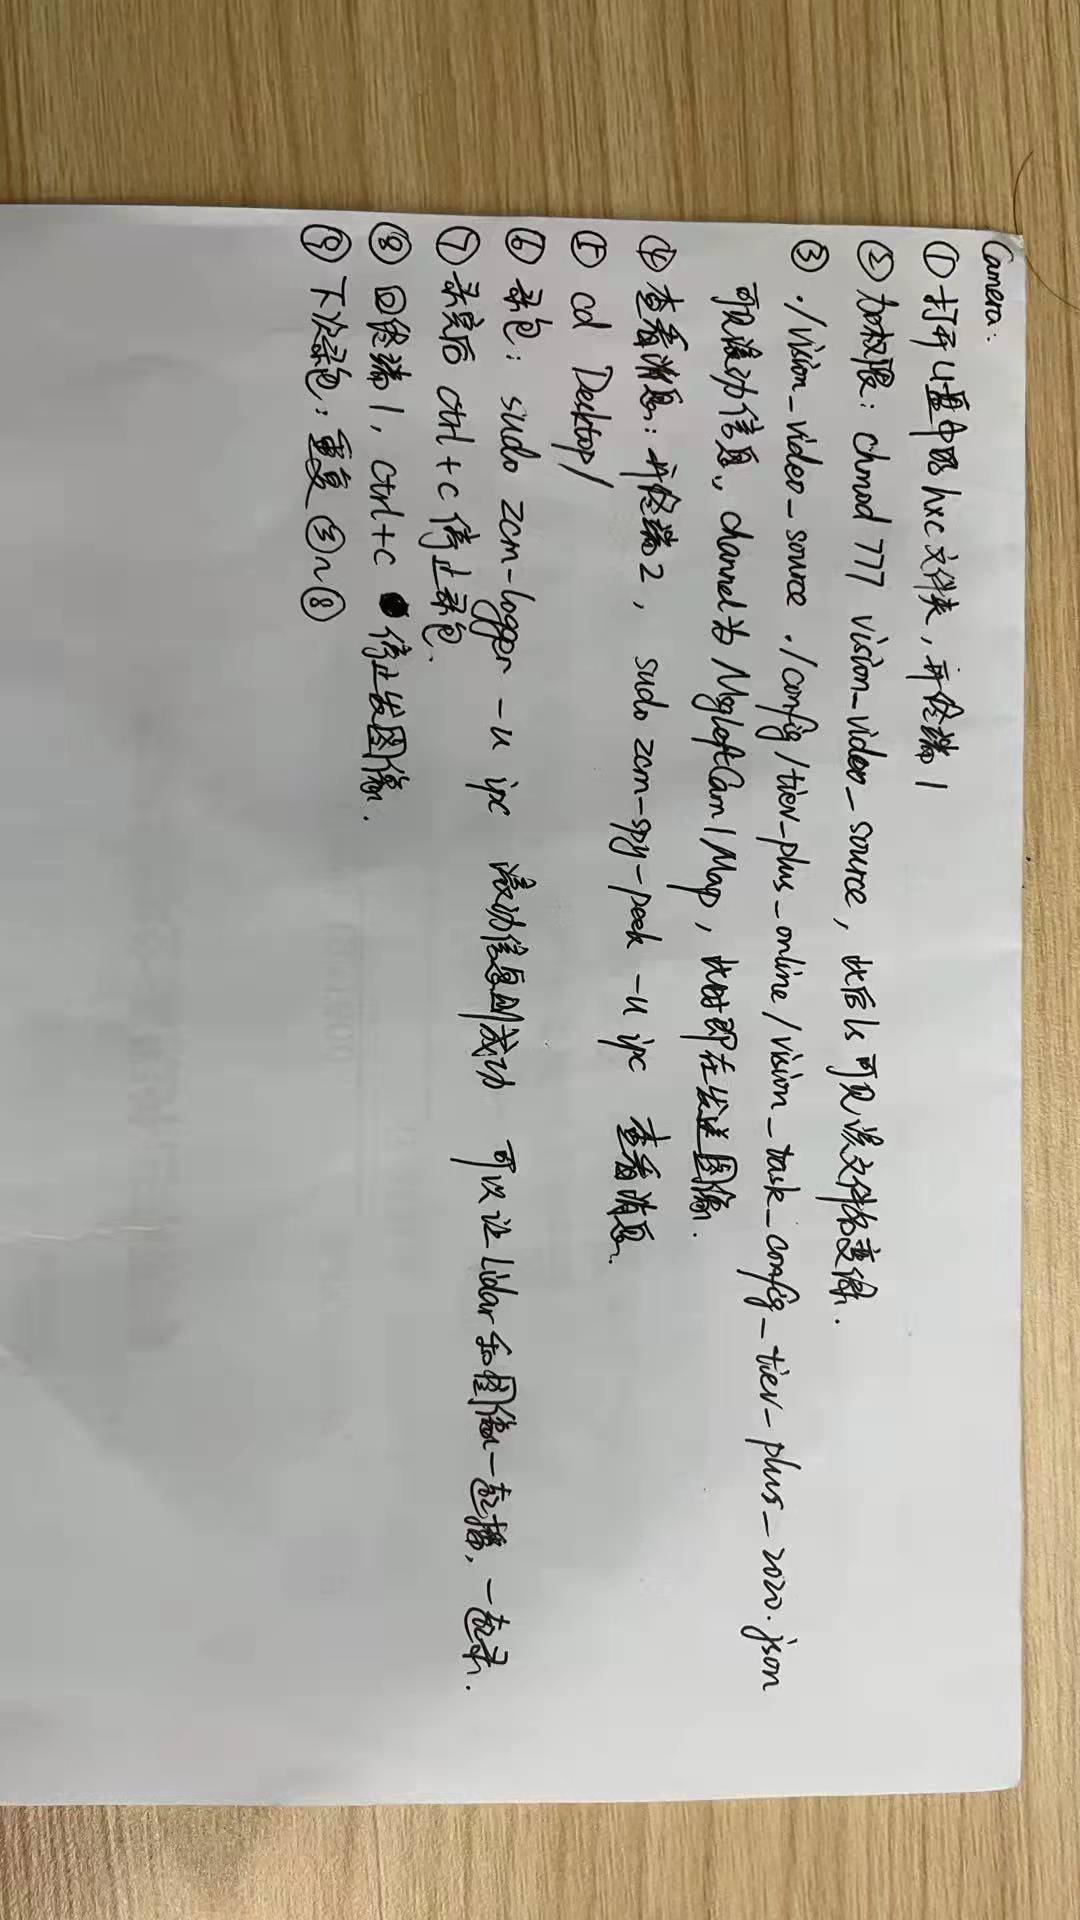 Camera:
① 打开U盘中的hxc文件夹，开终端1
② 加权限：chmod 777 vision_video_source，此后ls可见该文件名变绿.
③ ./vision_video_source ./config/tiev_plus_online/vision_task_config_tiev_plus_2020.json
可见滚动信息，channel为MsgLeftCam1Map，此时即在发送图像.
④ 查看消息：开终端2，sudo zcm-spy-peek -u ipc 查看消息.
⑤ cd Desktop/
⑥ 录包：sudo zcm-logger -u ipc 滚动信息则成功 可以让Lidar和图像一起播，一起录.
⑦ 录完后 ctrl+c 停止录包.
⑧ 回终端1，ctrl+c 停止发图像.
⑨ 下次录包：重复③~⑧